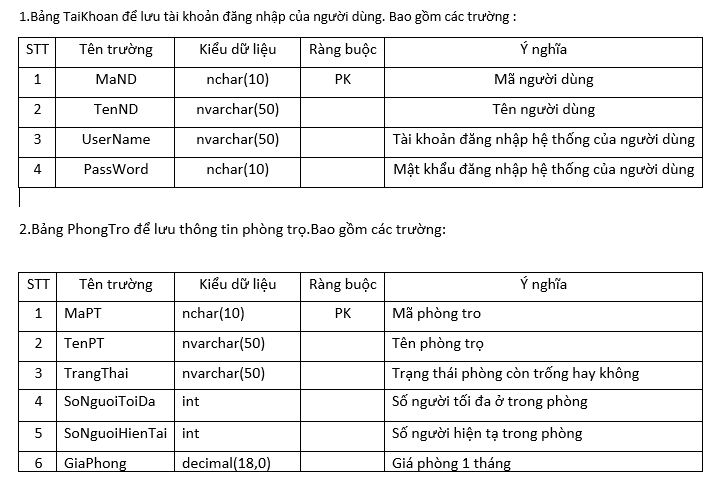 1.Bảng TaiKhoan để lưu tài khoản đăng nhập của người dùng. Bao gồm các trường :
STT Tên trường Kiểu dữ liệu Ràng buộc Ý nghĩa
1 MaND nchar(10) PK Mã người dùng
2 TenND nvarchar(50) Tên người dùng
3 UserName nvarchar(50) Tài khoản đăng nhập hệ thống của người dùng
4 PassWord nchar(10) Mật khẩu đăng nhập hệ thống của người dùng
2.Bảng PhongTro để lưu thông tin phòng trọ.Bao gồm các trường:
STT Tên trường Kiểu dữ liệu Ràng buộc Ý nghĩa
1 MaPT nchar(10) PK Mã phòng tro
2 TenPT nvarchar(50) Tên phòng trọ
3 TrangThai nvarchar(50) Trạng thái phòng còn trống hay không
4 SoNguoiToiDa int Số người tối đa ở trong phòng
5 SoNguoiHienTai int Số người hiện tạ trong phòng
6 GiaPhong decimal(18,0) Giá phòng 1 tháng